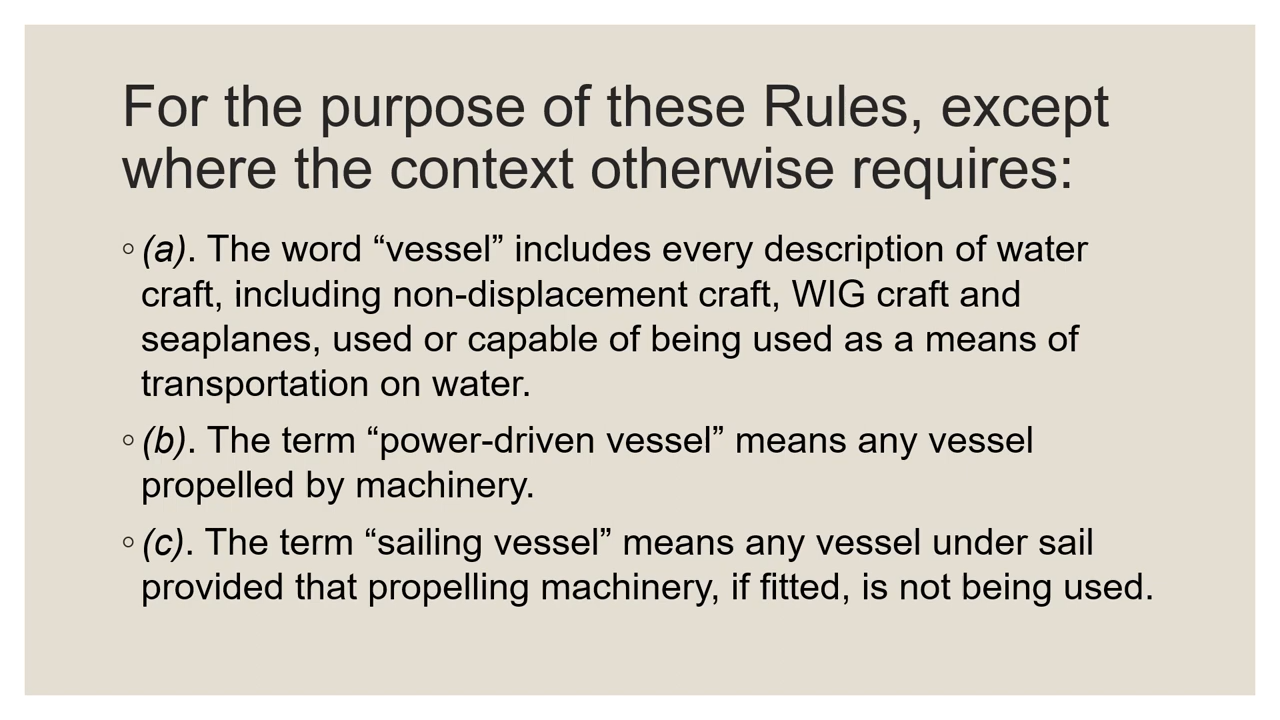 For the purpose of these Rules, except
where the context otherwise requires:
◦ (a). The word “vessel” includes every description of water
craft, including non-displacement craft, WIG craft and
seaplanes, used or capable of being used as a means of
transportation on water.
◦ (b). The term “power-driven vessel” means any vessel
propelled by machinery.
◦ (c). The term “sailing vessel” means any vessel under sail
provided that propelling machinery, if fitted, is not being used.